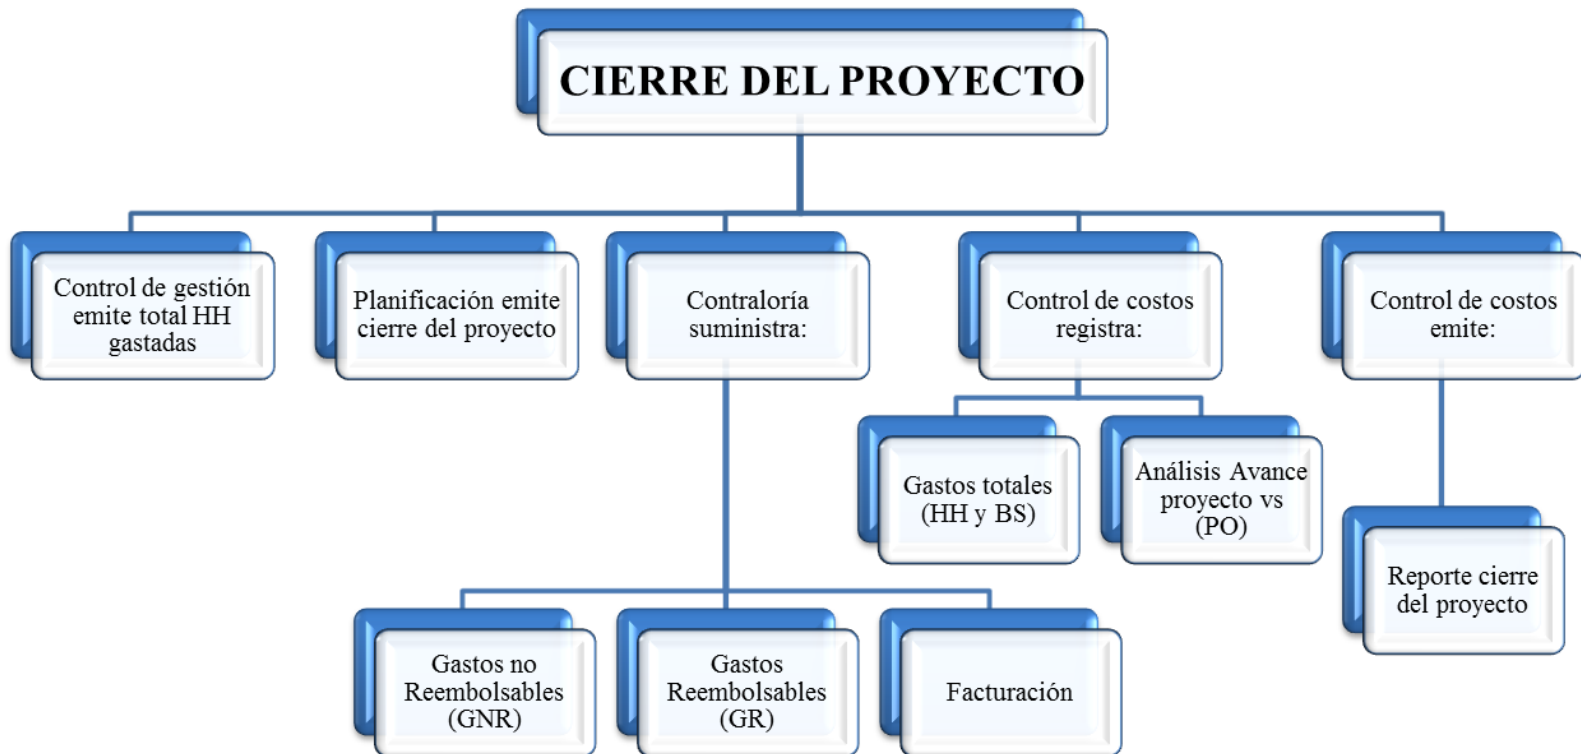 CIERRE DEL PROYECTO
Control de gestión
emite total HH
gastadas
Planificación emite
cierre del proyecto
Contraloría
suministra:
Control de costos
registra:
Control de costos
emite:
Gastos totales
(HH y BS)
Análisis Avance
proyecto vs
(PO)
Reporte cierre
del proyecto
Gastos no
Reembolsables
(GNR)
Gastos
Reembolsables
(GR)
Facturación